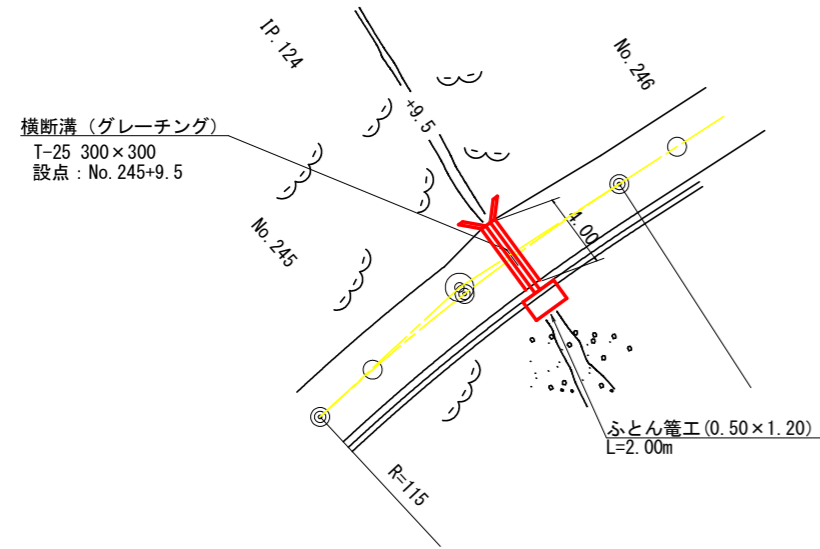 IP.124
No.246
+9.5
横断溝（グレーチング）
T-25 300×300
設点：No.245+9.5
No.245
4.00
ふとん篭工(0.50×1.20)
L=2.00m
R=115